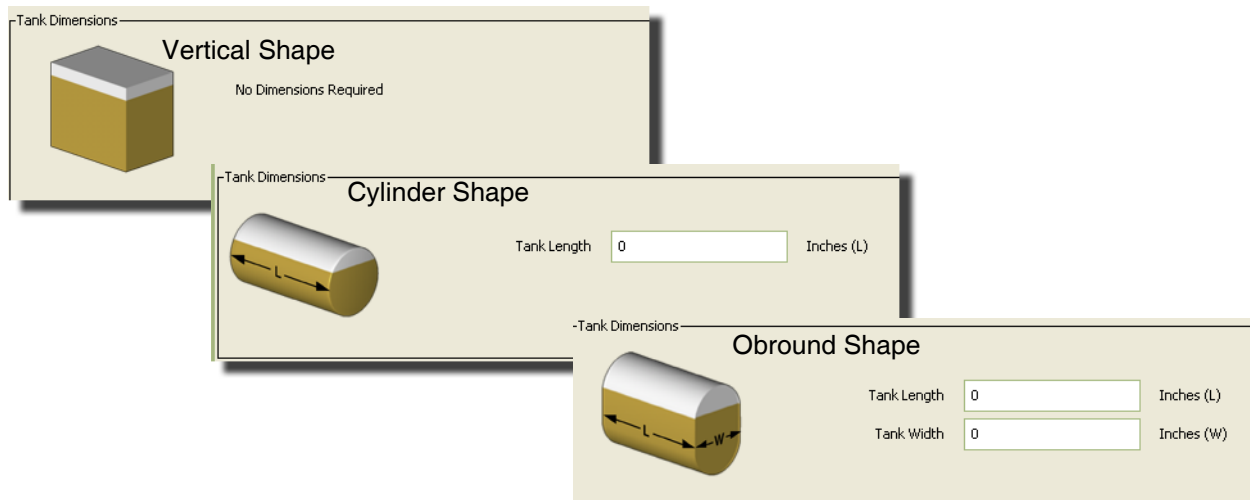 Tank Dimensions
Vertical Shape
No Dimensions Required
Tank Dimensions
Cylinder Shape
L
Tank Length 0 Inches (L)
Tank Dimensions
Obround Shape
L W
Tank Length 0 Inches (L)
Tank Width 0 Inches (W)